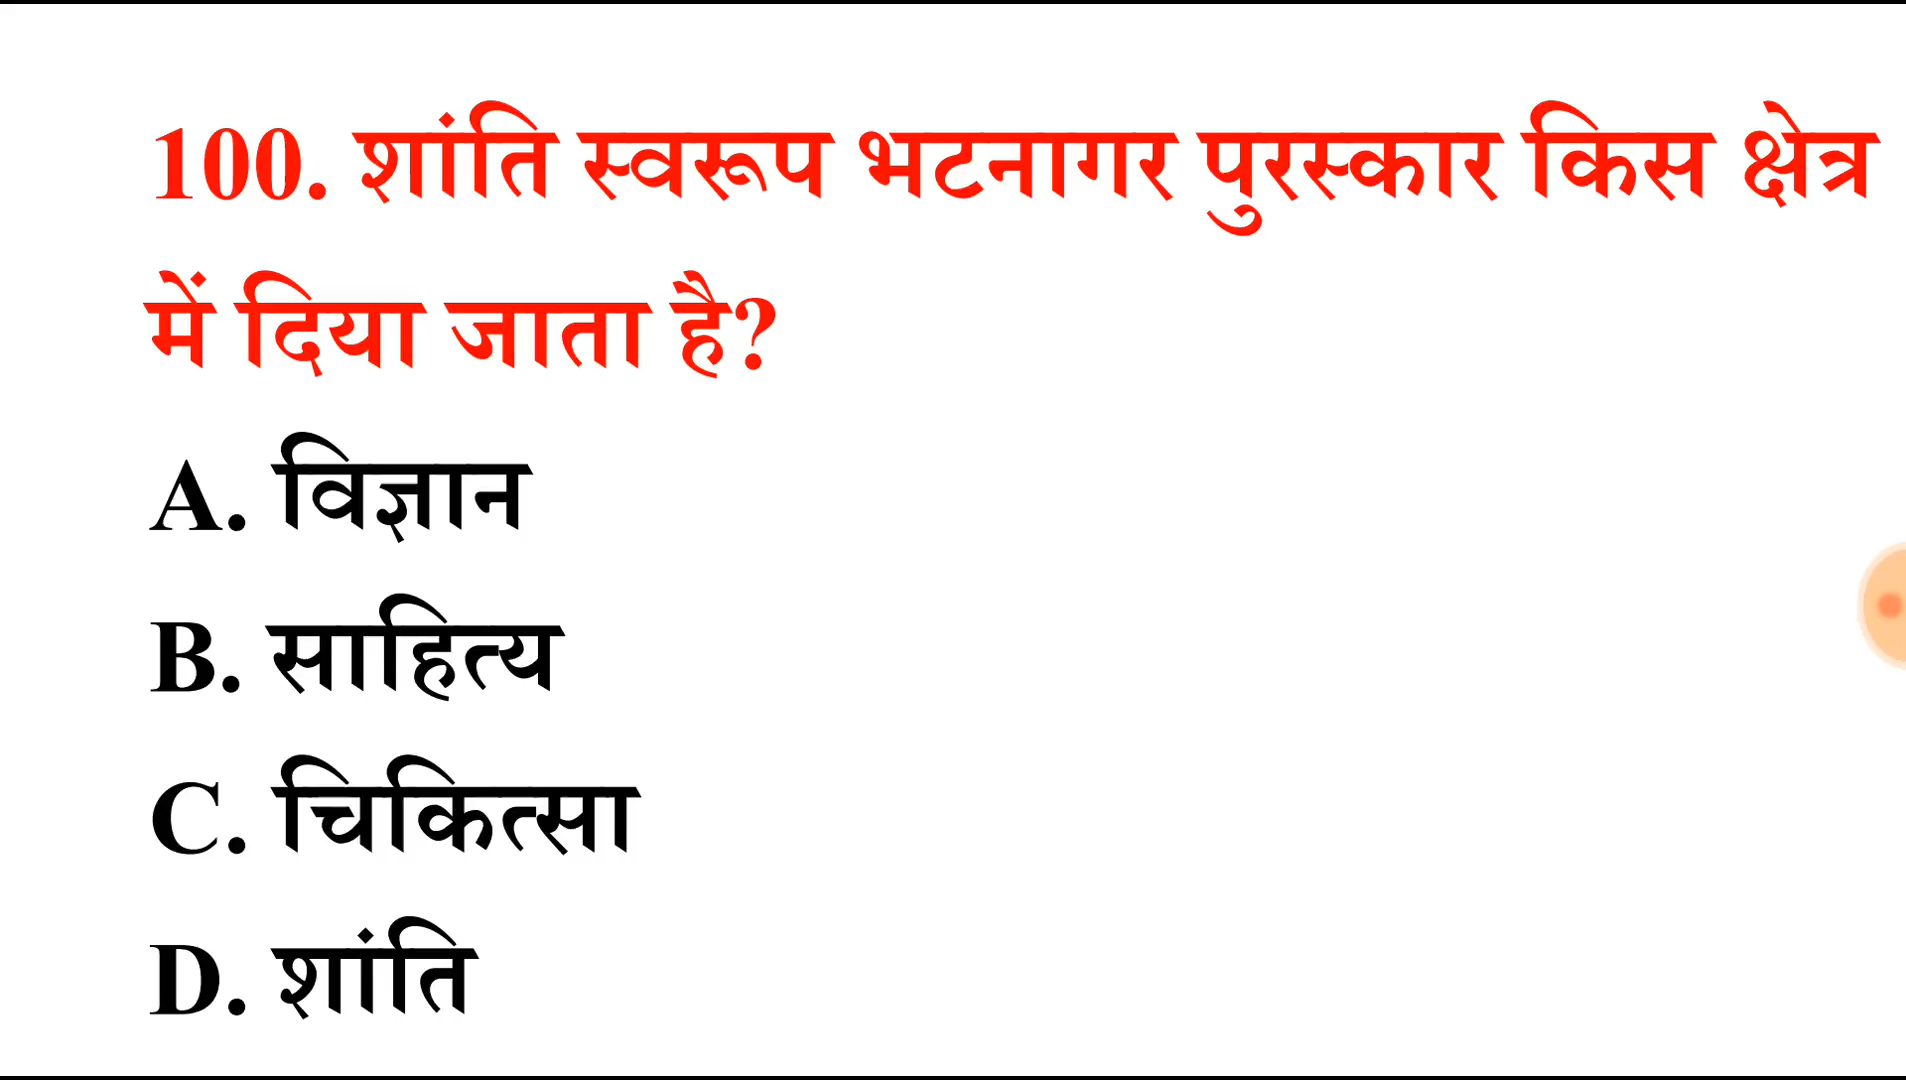 100. शांति स्वरूप भटनागर पुरस्कार किस क्षेत्र
में दिया जाता है?
A. विज्ञान
B. साहित्य
C. चिकित्सा
D. शांति